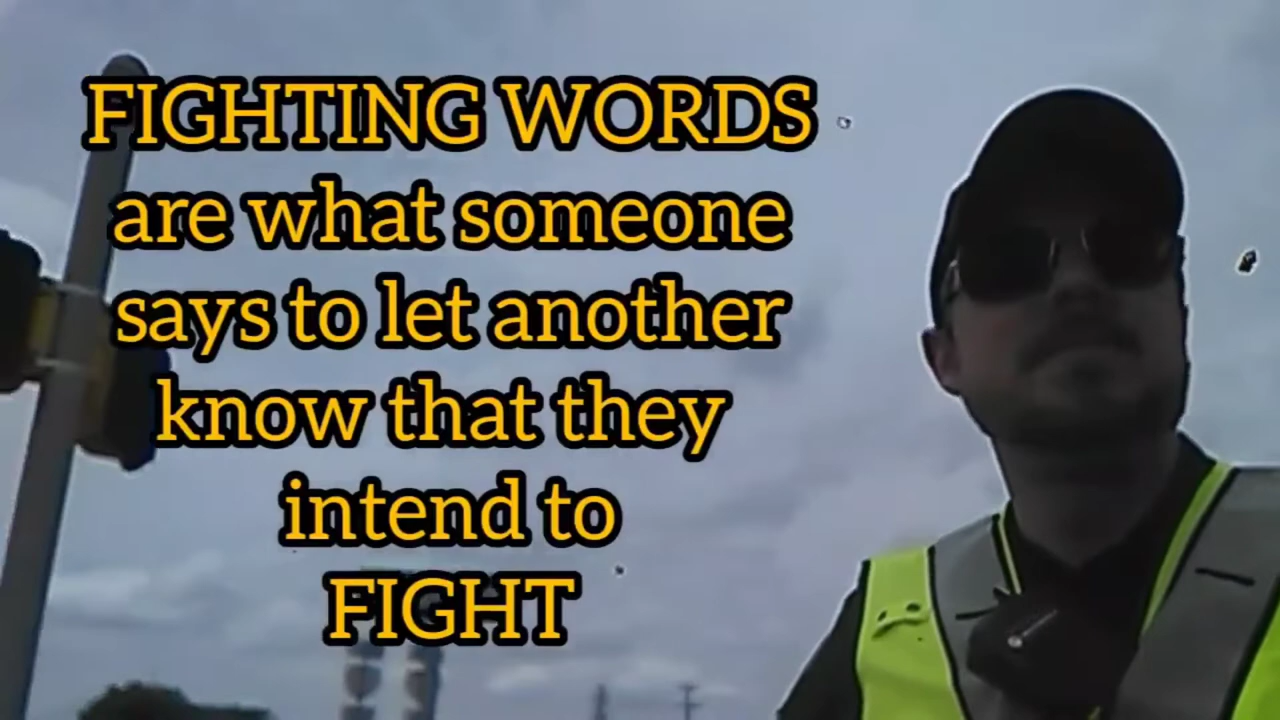 FIGHTING WORDS
are what someone
says to let another
know that they
intend to
FIGHT